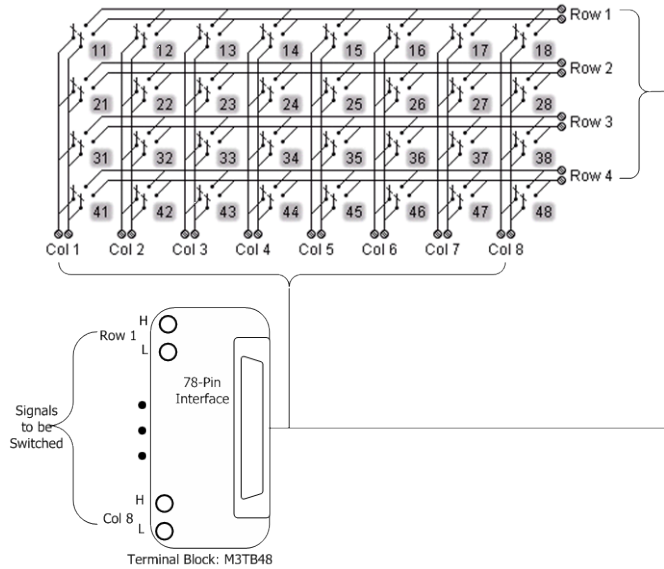 Row 1
11 12 13 14 15 16 17 18
Row 2
21 22 23 24 25 26 27 28
Row 3
31 32 33 34 35 36 37 38
Row 4
41 42 43 44 45 46 47 48
Col 1 Col 2 Col 3 Col 4 Col 5 Col 6 Col 7 Col 8
H
Row 1
L
78-Pin
Interface
Signals
to be
Switched
H
Col 8
L
Terminal Block: M3TB48